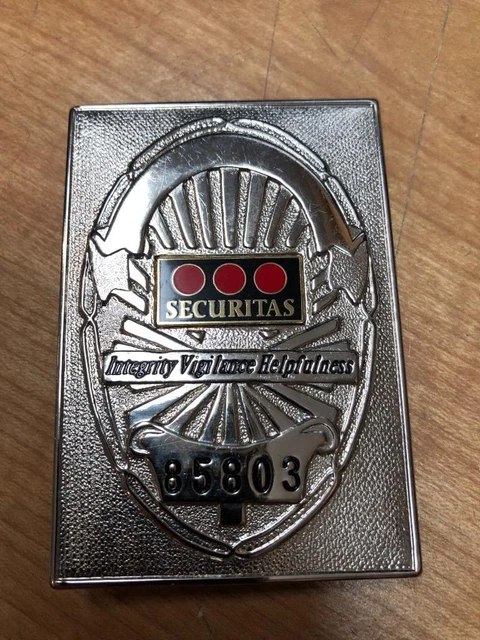 SECURITAS
Integrity Vigilance Helpfulness
85803